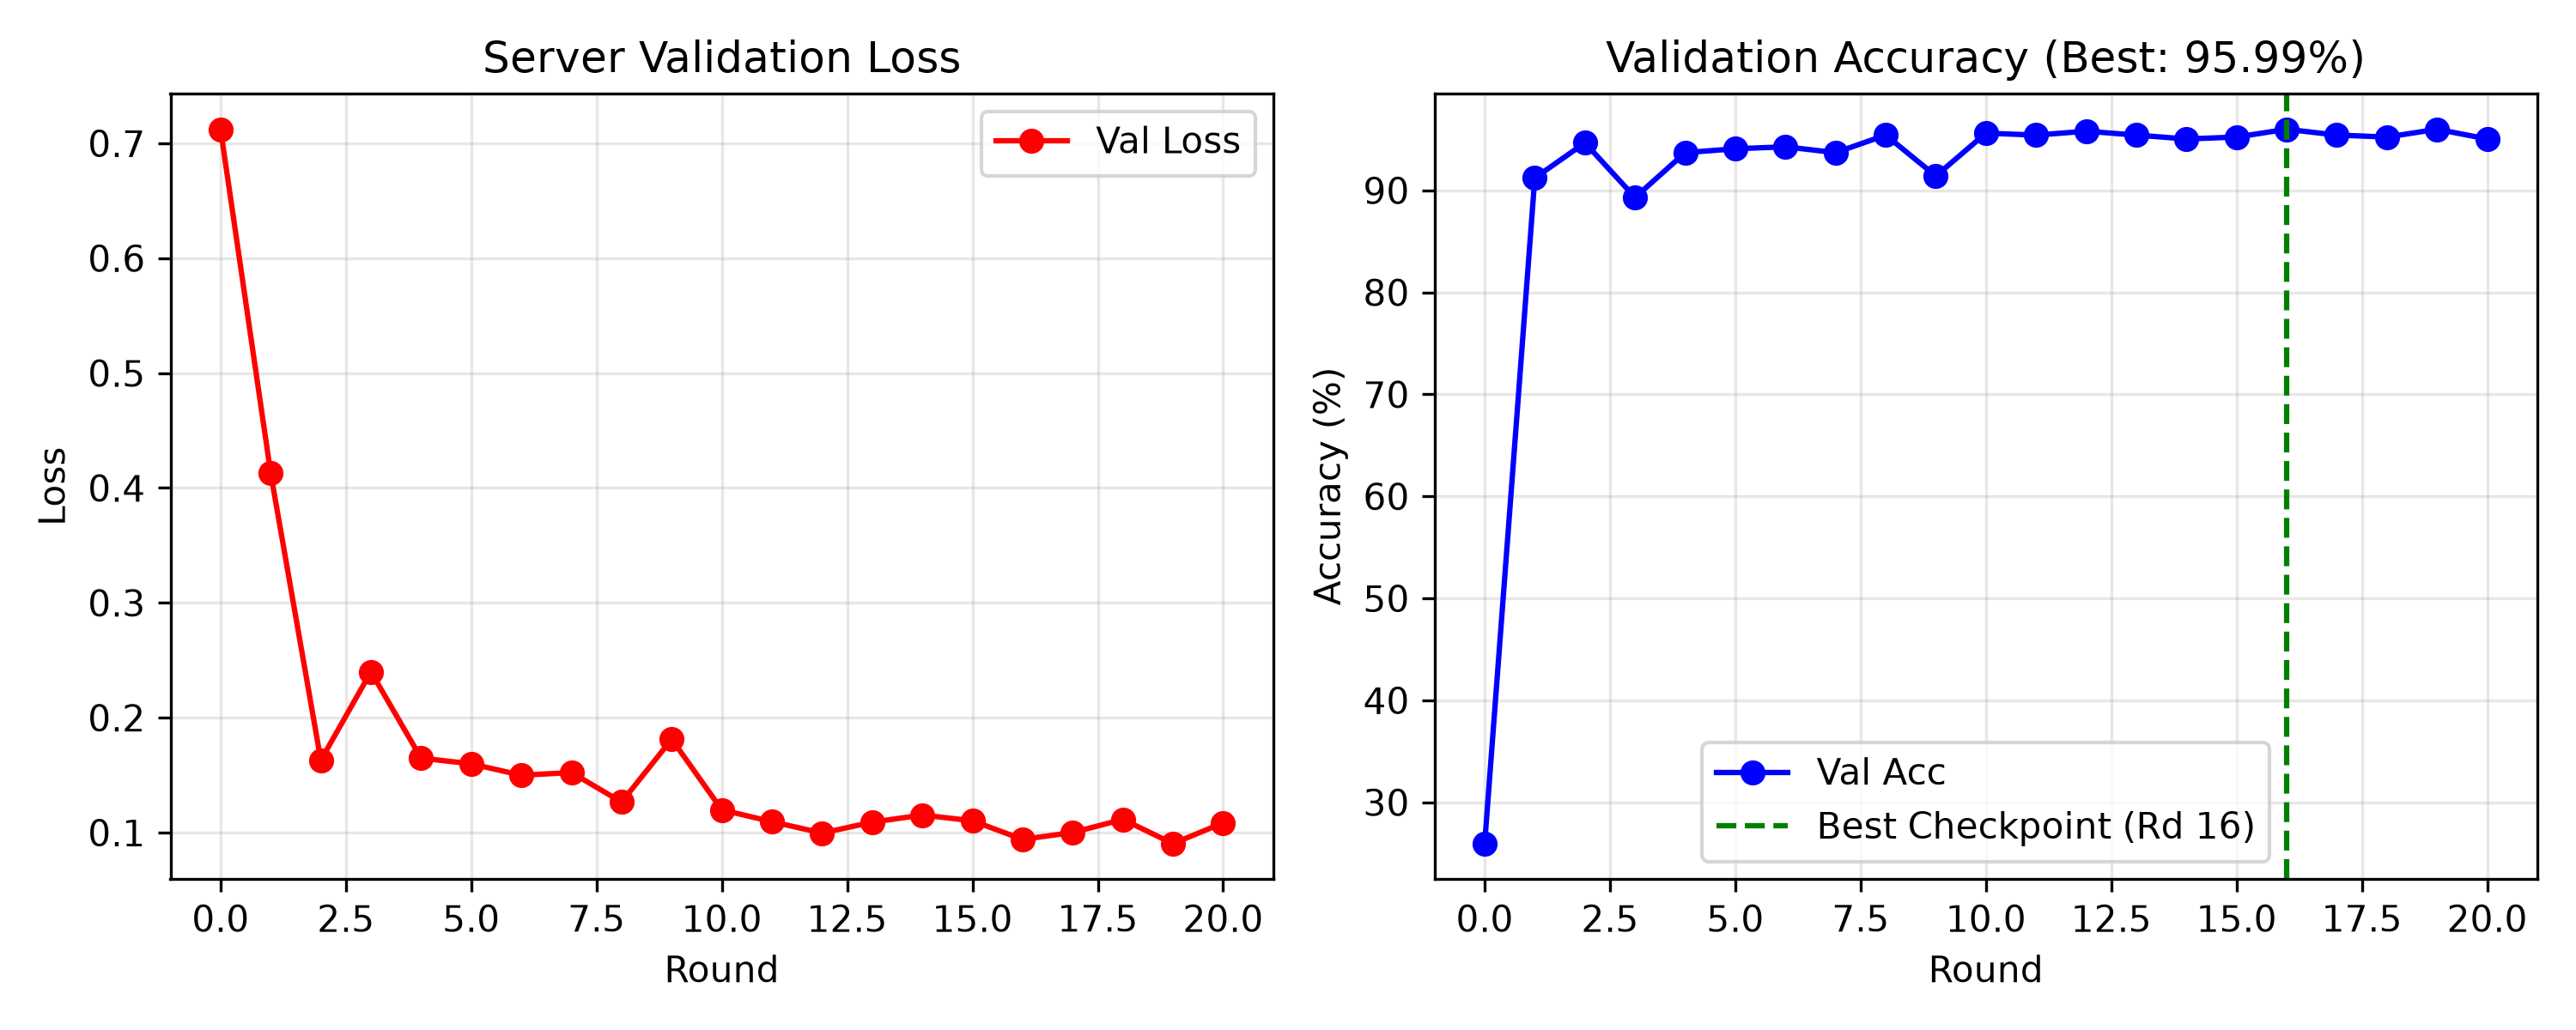 Server Validation Loss
Val Loss
0.7
0.6
0.5
0.4
0.3
0.2
0.1
Loss
0.0 2.5 5.0 7.5 10.0 12.5 15.0 17.5 20.0
Round
Validation Accuracy (Best: 95.99%)
90
80
70
60
50
40
30
Accuracy (%)
Val Acc
Best Checkpoint (Rd 16)
0.0 2.5 5.0 7.5 10.0 12.5 15.0 17.5 20.0
Round